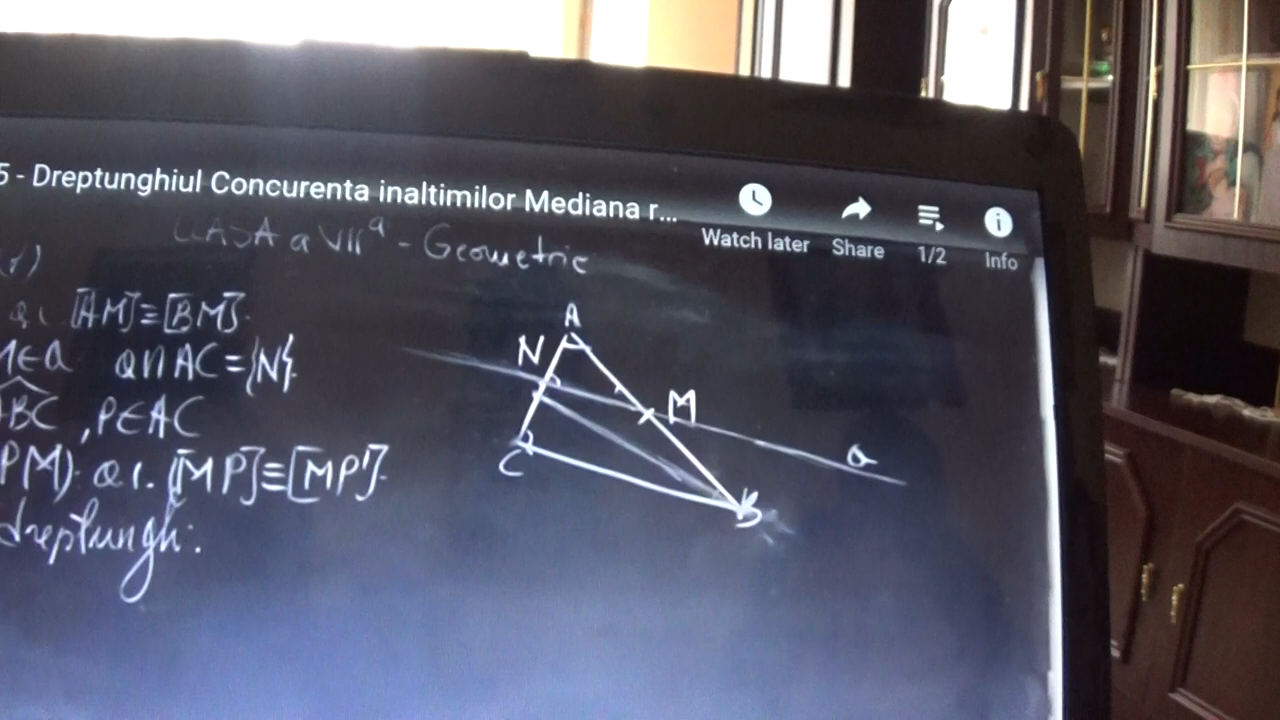 5 - Dreptunghiul Concurenta inaltimilor Mediana r...
Watch later
Share
1/2
Info
CLASA a VII a - Geometrie
a.î. [AM]≡[BM].
M∈a a∩AC={N}.
BC, P∈AC
PM) a.î. [MP]≡[MP'].
dreptungh.
A
N
M
C
B
a